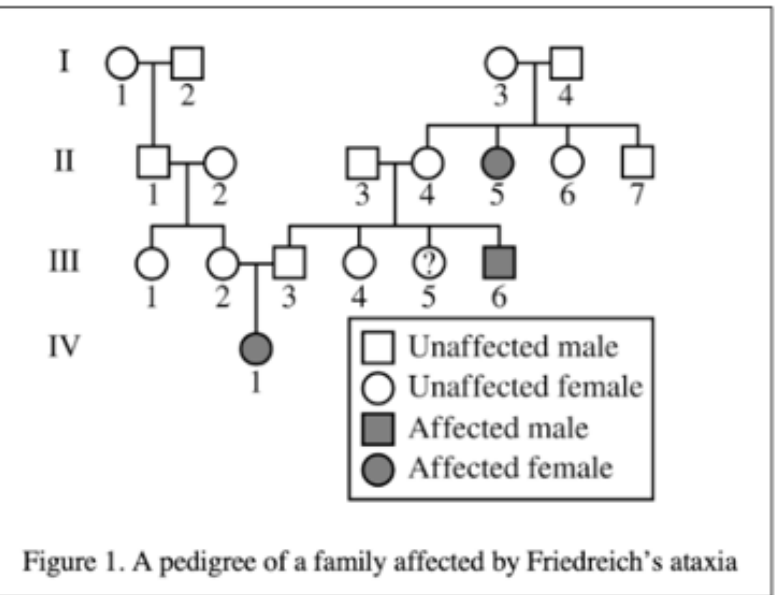 I
1 2 3 4
II
1 2 3 4 5 6 7
III
?
1 2 3 4 5 6
IV
1
Unaffected male
Unaffected female
Affected male
Affected female
Figure 1. A pedigree of a family affected by Friedreich's ataxia